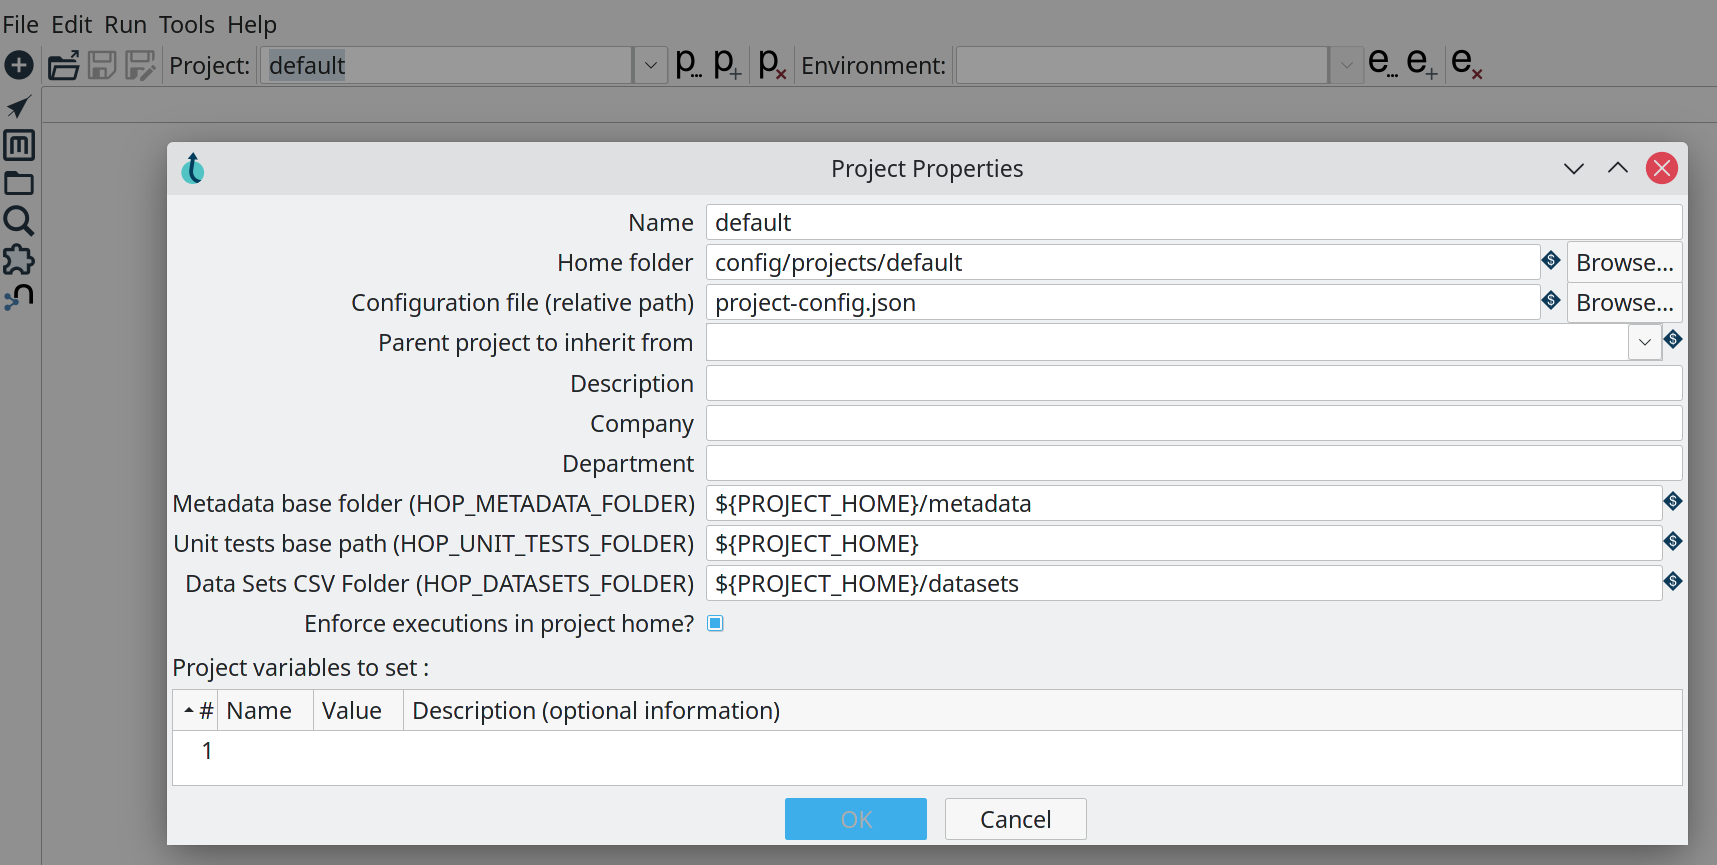 File Edit Run Tools Help
Project: default p... p+ p× Environment: e... e+ e×
Project Properties
Name default
Home folder config/projects/default Browse...
Configuration file (relative path) project-config.json Browse...
Parent project to inherit from
Description
Company
Department
Metadata base folder (HOP_METADATA_FOLDER) ${PROJECT_HOME}/metadata
Unit tests base path (HOP_UNIT_TESTS_FOLDER) ${PROJECT_HOME}
Data Sets CSV Folder (HOP_DATASETS_FOLDER) ${PROJECT_HOME}/datasets
Enforce executions in project home?
Project variables to set :
# Name Value Description (optional information)
1
OK Cancel